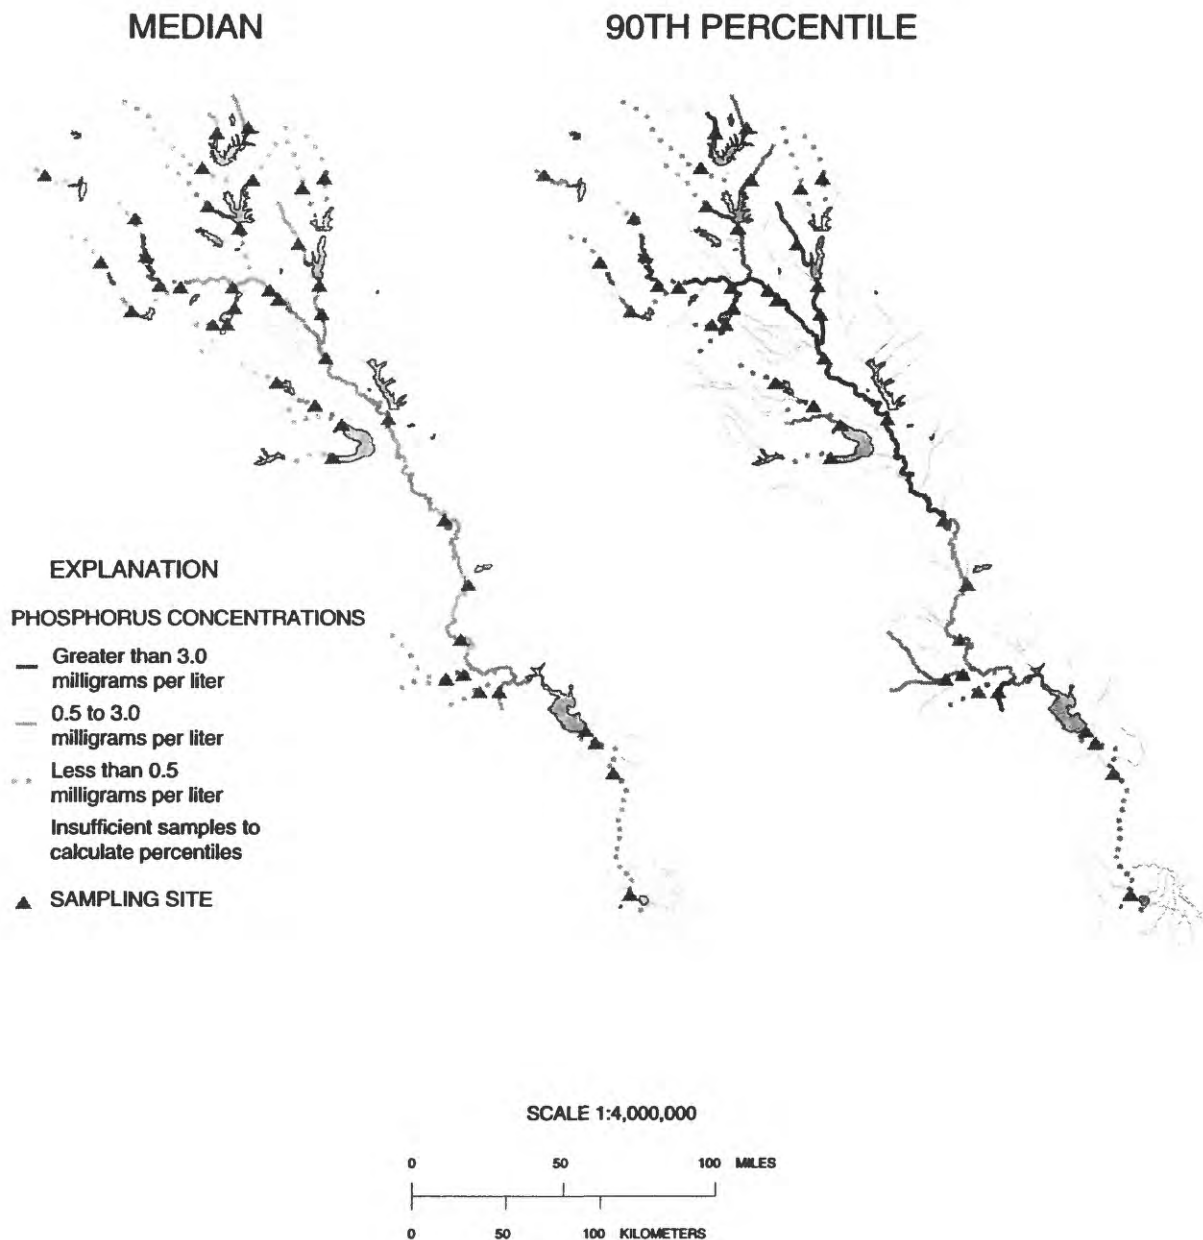 MEDIAN
90TH PERCENTILE
EXPLANATION
PHOSPHORUS CONCENTRATIONS
Greater than 3.0
milligrams per liter
0.5 to 3.0
milligrams per liter
Less than 0.5
milligrams per liter
Insufficient samples to
calculate percentiles
SAMPLING SITE
SCALE 1:4,000,000
0 50 100 MILES
0 50 100 KILOMETERS